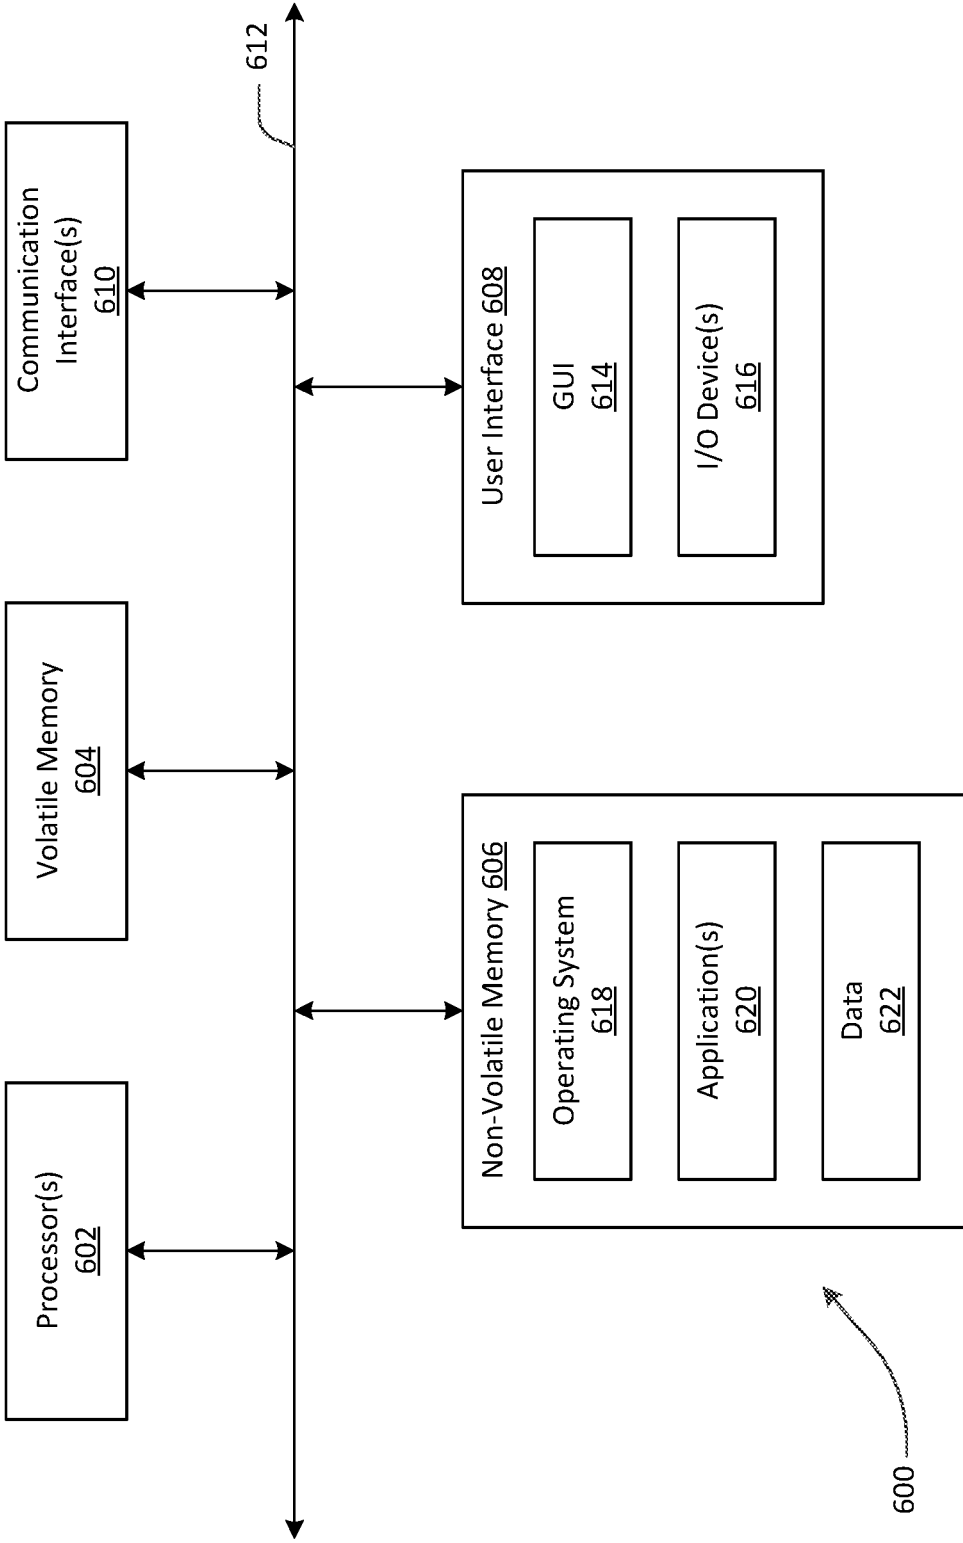 Processor(s)
602
Volatile Memory
604
Communication
Interface(s)
610
612
Non-Volatile Memory 606
Operating System
618
Application(s)
620
Data
622
User Interface 608
GUI
614
I/O Device(s)
616
600